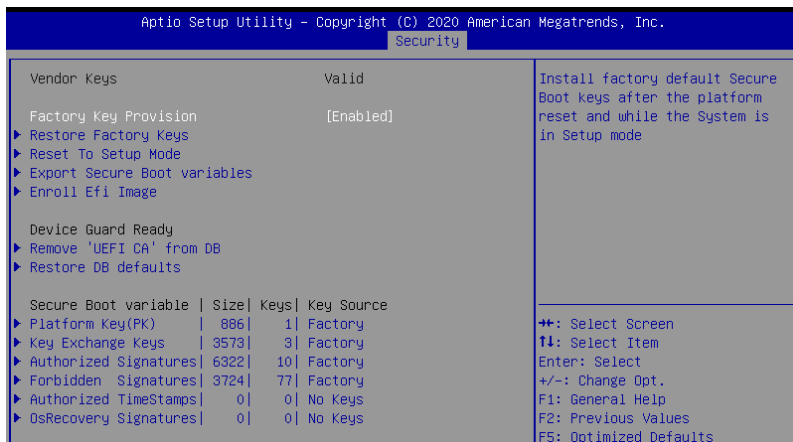 Aptio Setup Utility – Copyright (C) 2020 American Megatrends, Inc.
Security
Vendor Keys Valid
Factory Key Provision [Enabled]
Restore Factory Keys
Reset To Setup Mode
Export Secure Boot variables
Enroll Efi Image
Device Guard Ready
Remove 'UEFI CA' from DB
Restore DB defaults
Secure Boot variable | Size| Keys| Key Source
Platform Key(PK) | 886| 1| Factory
Key Exchange Keys | 3573| 3| Factory
Authorized Signatures| 6322| 10| Factory
Forbidden Signatures| 3724| 77| Factory
Authorized TimeStamps| 0| 0| No Keys
OsRecovery Signatures| 0| 0| No Keys
Install factory default Secure
Boot keys after the platform
reset and while the System is
in Setup mode
→←: Select Screen
↑↓: Select Item
Enter: Select
+/-: Change Opt.
F1: General Help
F2: Previous Values
F5: Optimized Defaults